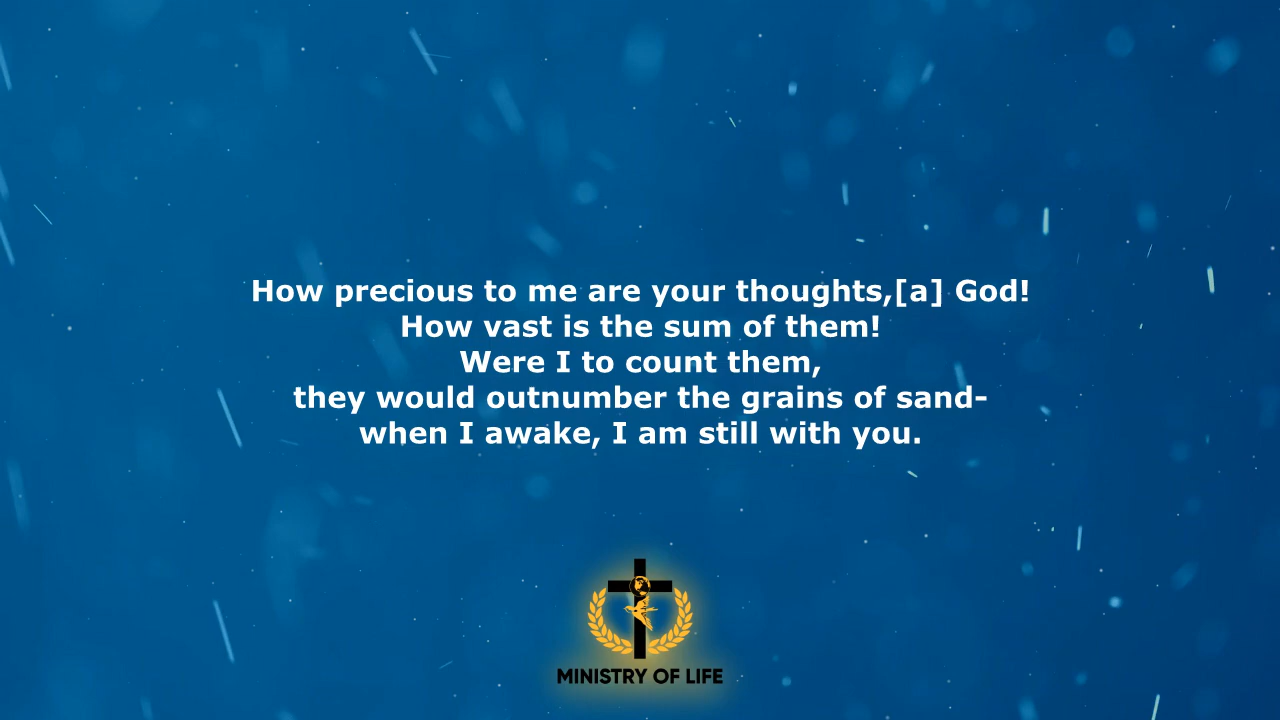 How precious to me are your thoughts,[a] God!
How vast is the sum of them!
Were I to count them,
they would outnumber the grains of sand-
when I awake, I am still with you.
MINISTRY OF LIFE